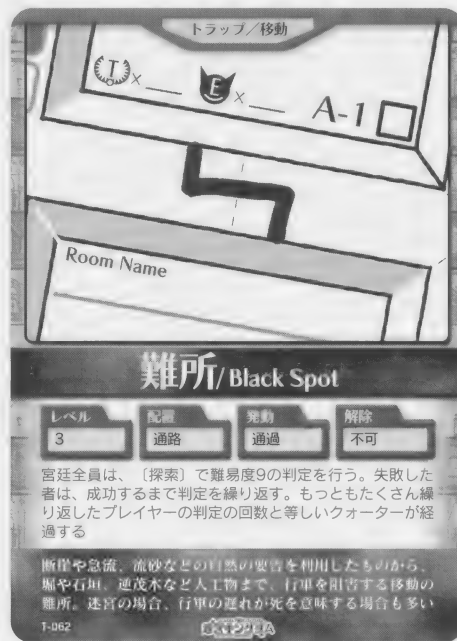 トラップ/移動
T × ___ E × ___ A-1
Room Name
難所/Black Spot
レベル 配置 発動 解除
3 通路 通過 不可
宮廷全員は、〔探索〕で難易度9の判定を行う。失敗した
者は、成功するまで判定を繰り返す。もっともたくさん繰
り返したプレイヤーの判定の回数と等しいクォーターが経
過する
断崖や急流、流砂などの自然の要害を利用したものから、
堀や石垣、逆茂木など人工物まで、行軍を阻害する移動の
難所。迷宮の場合、行軍の遅れが死を意味する場合も多い
T-062